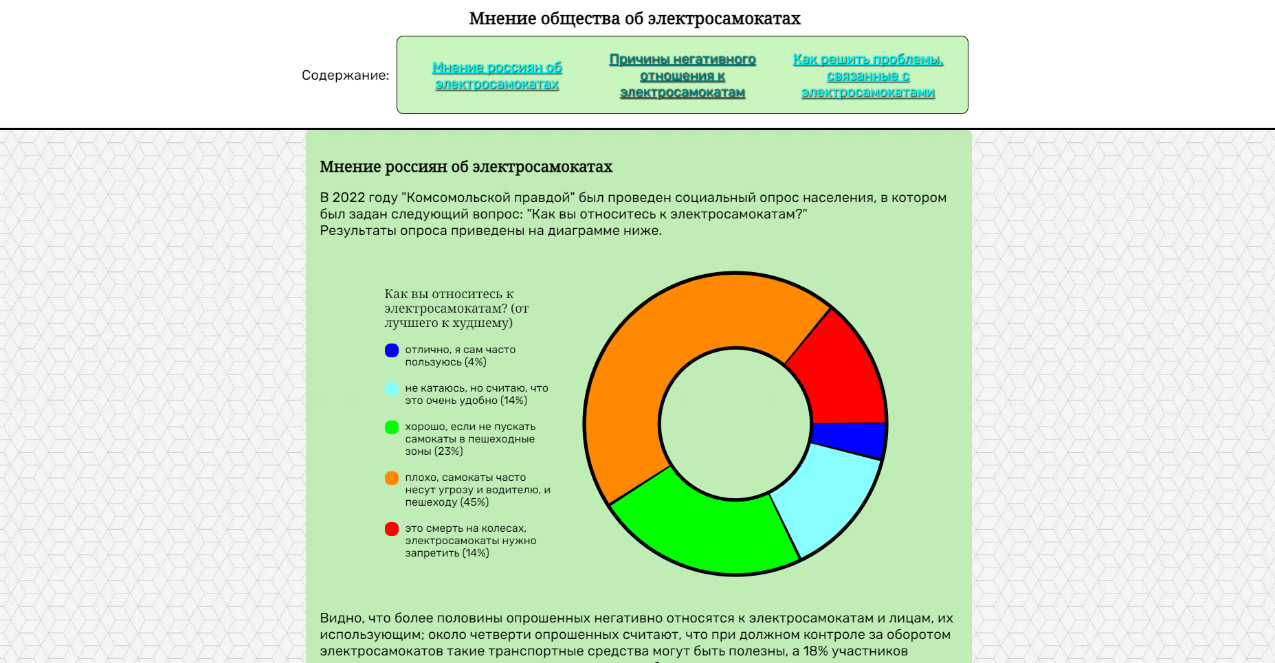 Мнение общества об электросамокатах
Содержание:
Мнение россиян об
электросамокатах
Причины негативного
отношения к
электросамокатам
Как решить проблемы,
связанные с
электросамокатами
Мнение россиян об электросамокатах
В 2022 году "Комсомольской правдой" был проведен социальный опрос населения, в котором
был задан следующий вопрос: "Как вы относитесь к электросамокатам?"
Результаты опроса приведены на диаграмме ниже.
Как вы относитесь к
электросамокатам? (от
лучшего к худшему)
отлично, я сам часто
пользуюсь (4%)
не катаюсь, но считаю, что
это очень удобно (14%)
хорошо, если не пускать
самокаты в пешеходные
зоны (23%)
плохо, самокаты часто
несут угрозу и водителю, и
пешеходу (45%)
это смерть на колесах,
электросамокаты нужно
запретить (14%)
Видно, что более половины опрошенных негативно относятся к электросамокатам и лицам, их
использующим; около четверти опрошенных считают, что при должном контроле за оборотом
электросамокатов такие транспортные средства могут быть полезны, а 18% участников